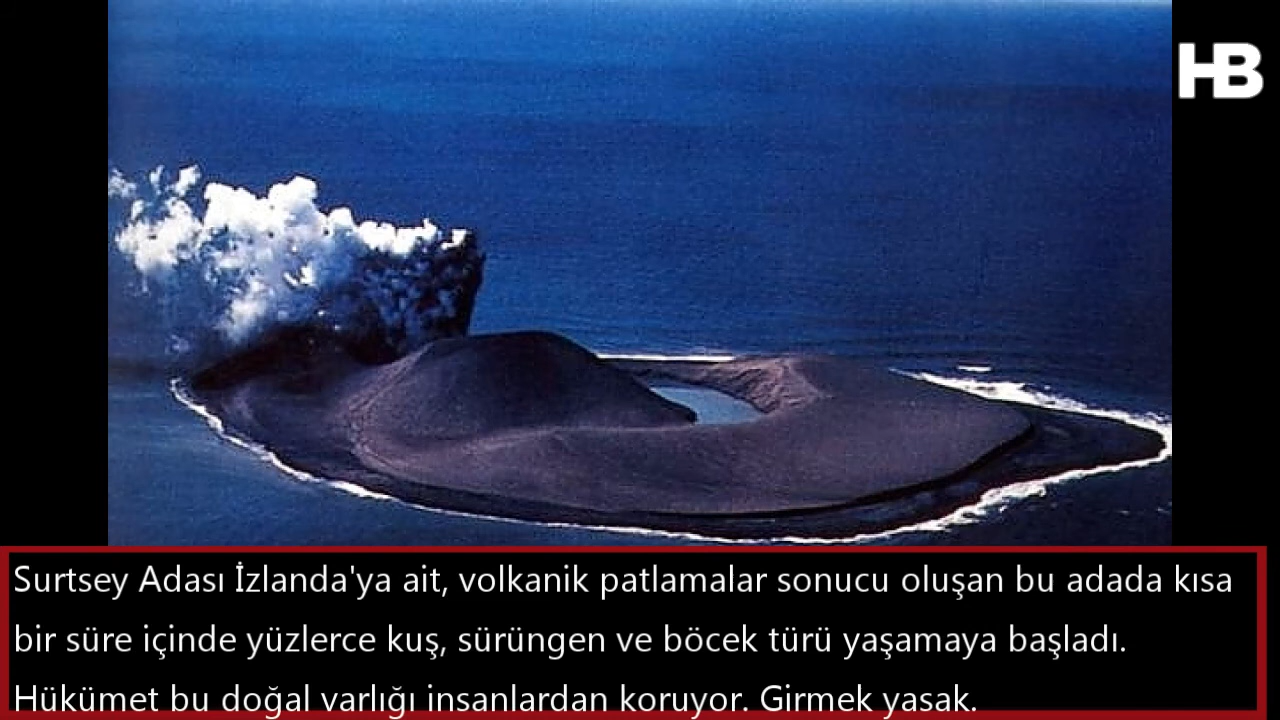 HB
Surtsey Adası İzlanda'ya ait, volkanik patlamalar sonucu oluşan bu adada kısa
bir süre içinde yüzlerce kuş, sürüngen ve böcek türü yaşamaya başladı.
Hükümet bu doğal varlığı insanlardan koruyor. Girmek yasak.